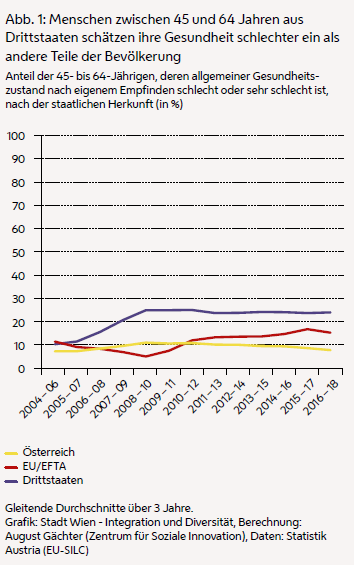 Abb. 1: Menschen zwischen 45 und 64 Jahren aus
Drittstaaten schätzen ihre Gesundheit schlechter ein als
andere Teile der Bevölkerung
Anteil der 45- bis 64-Jährigen, deren allgemeiner Gesundheits-
zustand nach eigenem Empfinden schlecht oder sehr schlecht ist,
nach der staatlichen Herkunft (in %)
100
90
80
70
60
50
40
30
20
10
0
2004 – 06
2005 – 07
2006 – 08
2007 – 09
2008 – 10
2009 – 11
2010 – 12
2011 – 13
2012 – 14
2013 – 15
2014 – 16
2015 – 17
2016 – 18
Österreich
EU/EFTA
Drittstaaten
Gleitende Durchschnitte über 3 Jahre.
Grafik: Stadt Wien - Integration und Diversität, Berechnung:
August Gächter (Zentrum für Soziale Innovation), Daten: Statistik
Austria (EU-SILC)